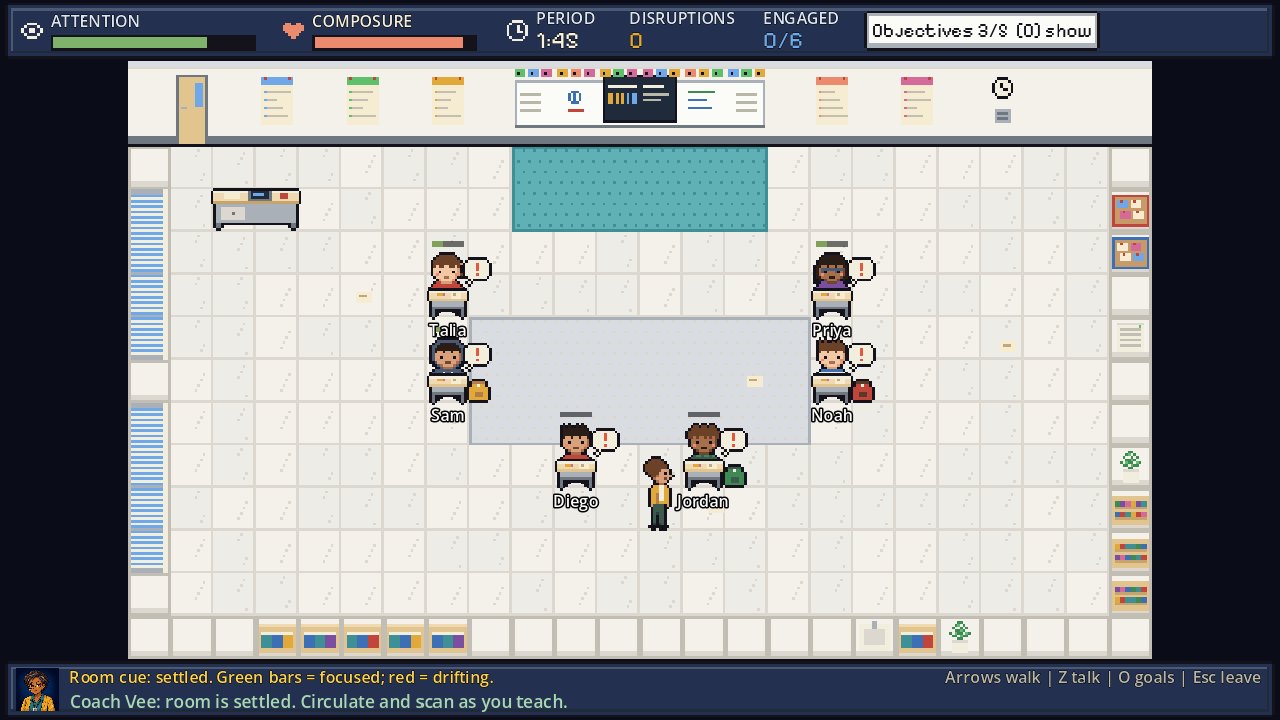 ATTENTION
COMPOSURE
PERIOD
1:48
DISRUPTIONS
0
ENGAGED
0/6
Objectives 3/8 (O) show
!
!
Talia
Priya
!
!
Sam
Noah
!
!
Diego
Jordan
Room cue: settled. Green bars = focused; red = drifting.
Arrows walk | Z talk | O goals | Esc leave
Coach Vee: room is settled. Circulate and scan as you teach.